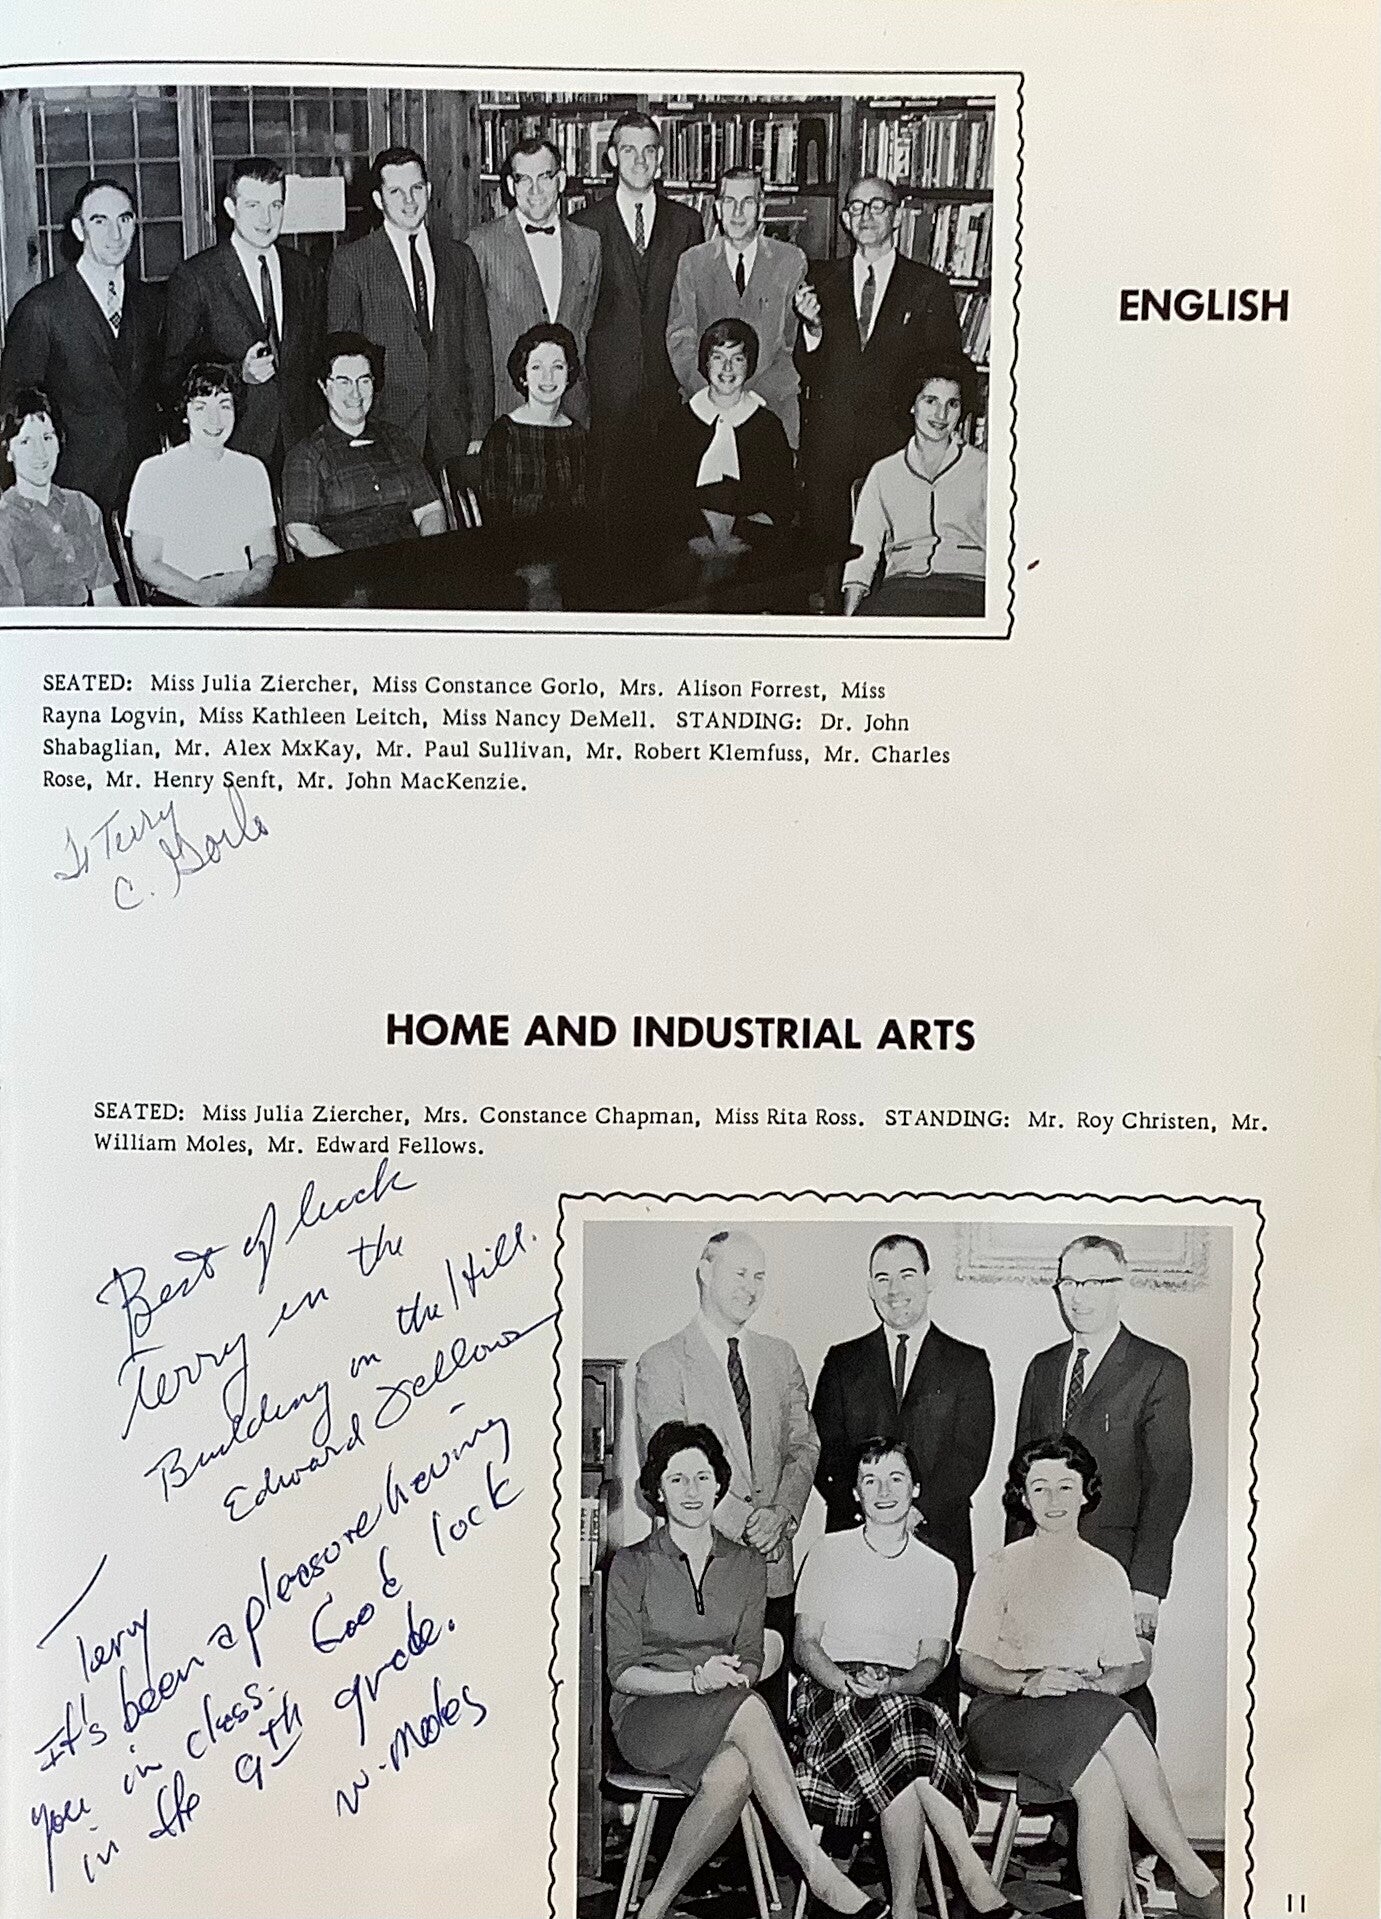 ENGLISH
SEATED: Miss Julia Ziercher, Miss Constance Gorlo, Mrs. Alison Forrest, Miss
Rayna Logvin, Miss Kathleen Leitch, Miss Nancy DeMell. STANDING: Dr. John
Shabaglian, Mr. Alex MxKay, Mr. Paul Sullivan, Mr. Robert Klemfuss, Mr. Charles
Rose, Mr. Henry Senft, Mr. John MacKenzie.
To Terry
C. Gorlo
HOME AND INDUSTRIAL ARTS
SEATED: Miss Julia Ziercher, Mrs. Constance Chapman, Miss Rita Ross. STANDING: Mr. Roy Christen, Mr.
William Moles, Mr. Edward Fellows.
Best of luck
Terry in the
Building on the Hill.
Edward Fellows
Terry
It's been a pleasure having
you in class. Good lock
in the 9th grade.
W. Moles
11